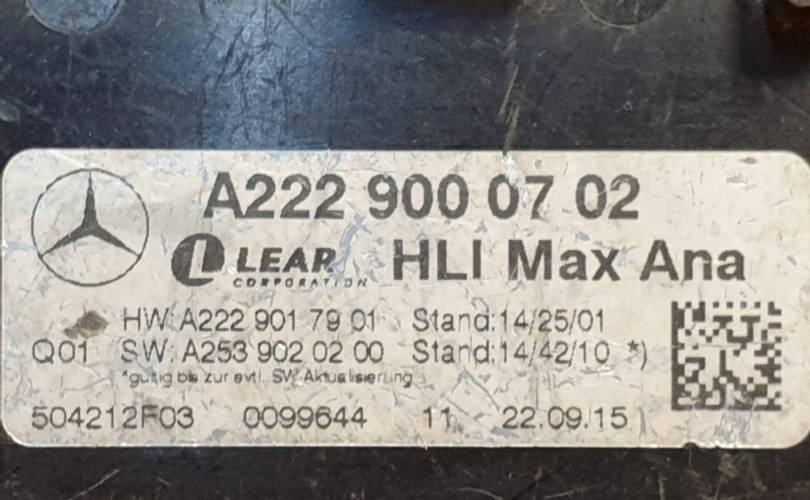 A222 900 07 02
LEAR HLI Max Ana
CORPORATION
HW: A222 901 79 01 Stand:14/25/01
Q01 SW: A253 902 02 00 Stand:14/42/10 *)
*gültig bis zur evtl. SW Aktualisierung
504212F03 0099644 11 22.09.15